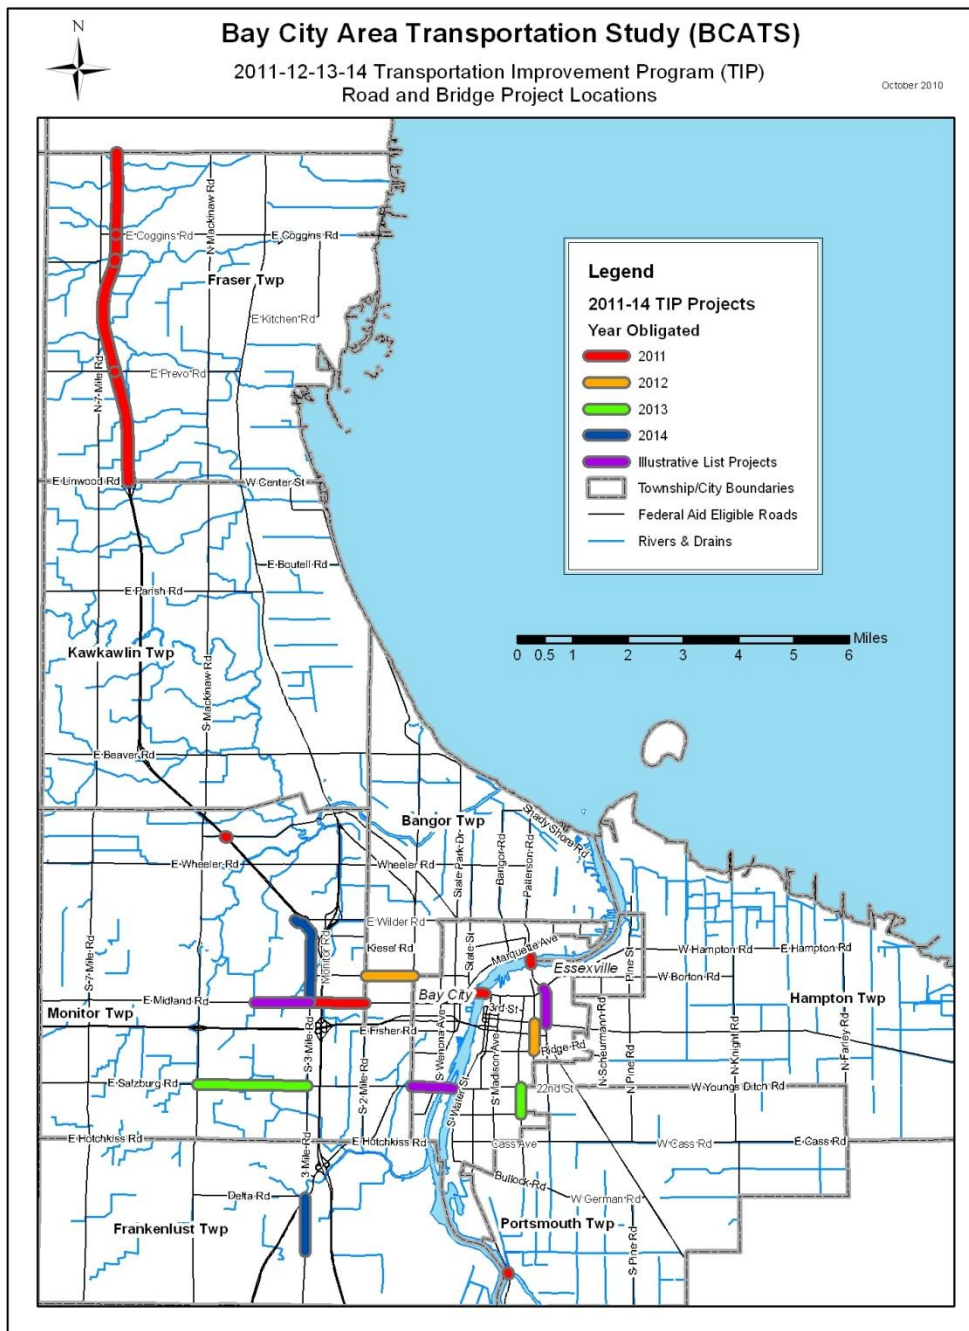 Bay City Area Transportation Study (BCATS)
2011-12-13-14 Transportation Improvement Program (TIP)
Road and Bridge Project Locations
October 2010
N
Legend
2011-14 TIP Projects
Year Obligated
2011
2012
2013
2014
Illustrative List Projects
Township/City Boundaries
Federal Aid Eligible Roads
Rivers & Drains
Miles
0 0.5 1 2 3 4 5 6
N Mackinaw Rd
E Coggins Rd
E Coggins Rd
Fraser Twp
E Kitchen Rd
N 7 Mile Rd
E Prevo Rd
E Linwood Rd
W Center St
E Boutell Rd
E Parish Rd
Kawkawlin Twp
S Mackinaw Rd
E Beaver Rd
Bangor Twp
State Park Dr
Bangor Rd
Patterson Rd
Shady Shore Rd
E Wheeler Rd
Wheeler Rd
E Wilder Rd
Kiesel Rd
State St
Marquette Ave
Pine St
W Hampton Rd
E Hampton Rd
S 7 Mile Rd
Monitor Rd
Essexville
W Borton Rd
E Midland Rd
Bay City
Hampton Twp
Monitor Twp
3rd St
E Fisher Rd
S 3 Mile Rd
S 2 Mile Rd
S Wenona Ave
S Water St
S Madison Ave
Ridge Rd
N Scheurmann Rd
N Pine Rd
N Knight Rd
N Farley Rd
E Salzburg Rd
22nd St
W Youngs Ditch Rd
E Hotchkiss Rd
E Hotchkiss Rd
Cass Ave
W Cass Rd
E Cass Rd
3 Mile Rd
Bullock Rd
Delta Rd
W German Rd
Frankenlust Twp
Portsmouth Twp
S Pine Rd